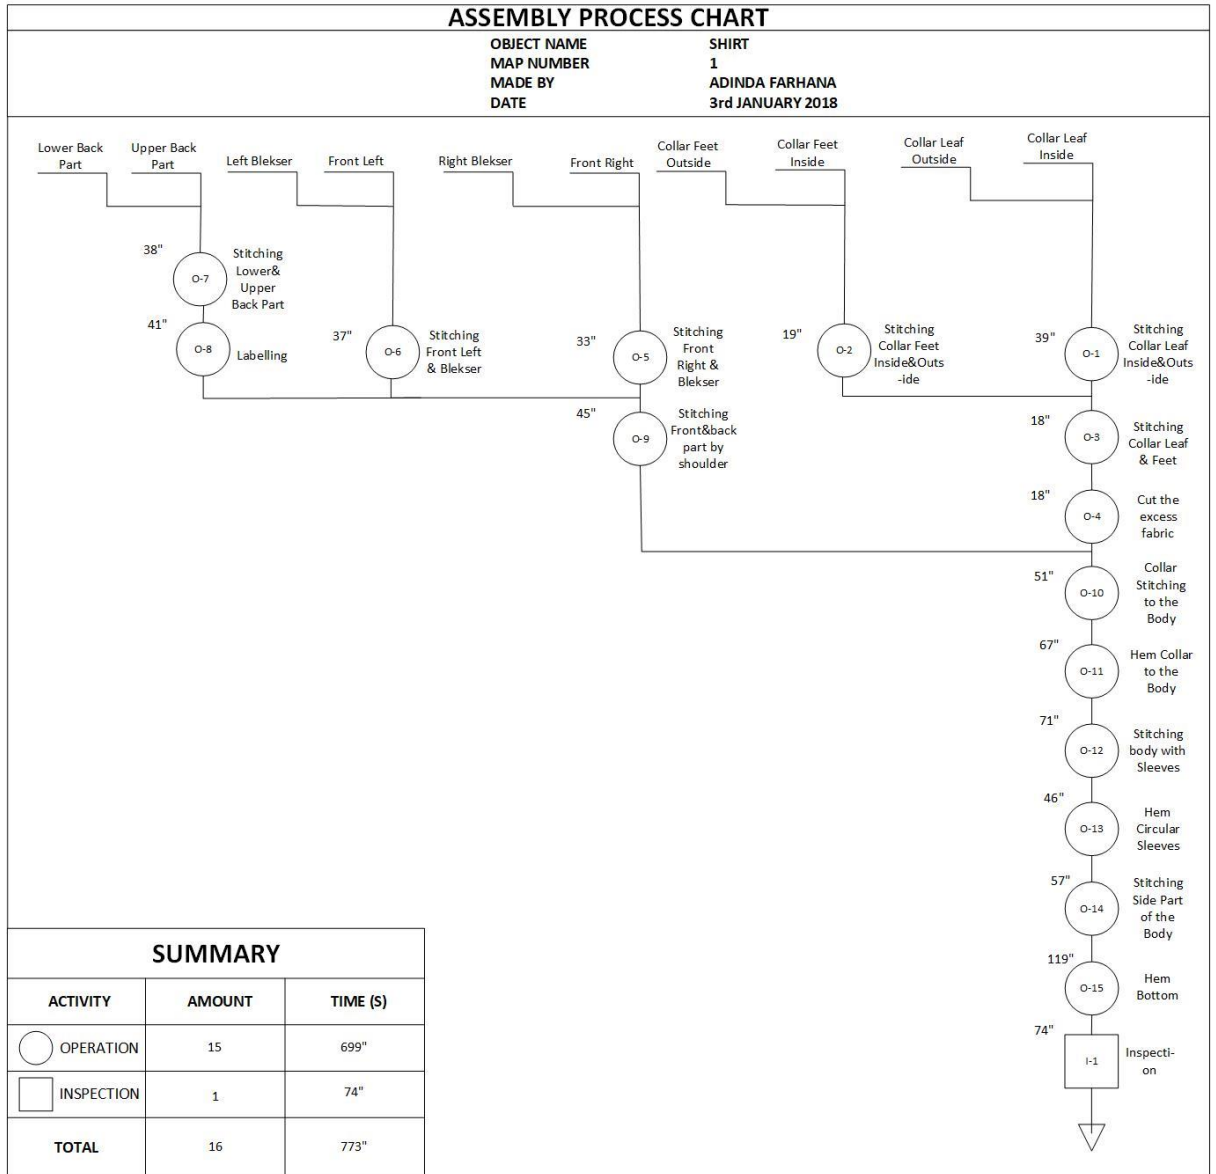 ASSEMBLY PROCESS CHART
OBJECT NAME SHIRT
MAP NUMBER 1
MADE BY ADINDA FARHANA
DATE 3rd JANUARY 2018
Lower Back
Part
Upper Back
Part
Left Blekser
Front Left
Right Blekser
Front Right
Collar Feet
Outside
Collar Feet
Inside
Collar Leaf
Outside
Collar Leaf
Inside
38"
O-7
Stitching
Lower&
Upper
Back Part
41"
O-8
Labelling
37"
O-6
Stitching
Front Left
& Blekser
33"
O-5
Stitching
Front
Right &
Blekser
19"
O-2
Stitching
Collar Feet
Inside&Outs
-ide
39"
O-1
Stitching
Collar Leaf
Inside&Outs
-ide
45"
O-9
Stitching
Front&back
part by
shoulder
18"
O-3
Stitching
Collar Leaf
& Feet
18"
O-4
Cut the
excess
fabric
51"
O-10
Collar
Stitching
to the
Body
67"
O-11
Hem Collar
to the
Body
71"
O-12
Stitching
body with
Sleeves
46"
O-13
Hem
Circular
Sleeves
57"
O-14
Stitching
Side Part
of the
Body
119"
O-15
Hem
Bottom
74"
I-1
Inspecti-
on
SUMMARY
ACTIVITY AMOUNT TIME (S)
OPERATION 15 699"
INSPECTION 1 74"
TOTAL 16 773"